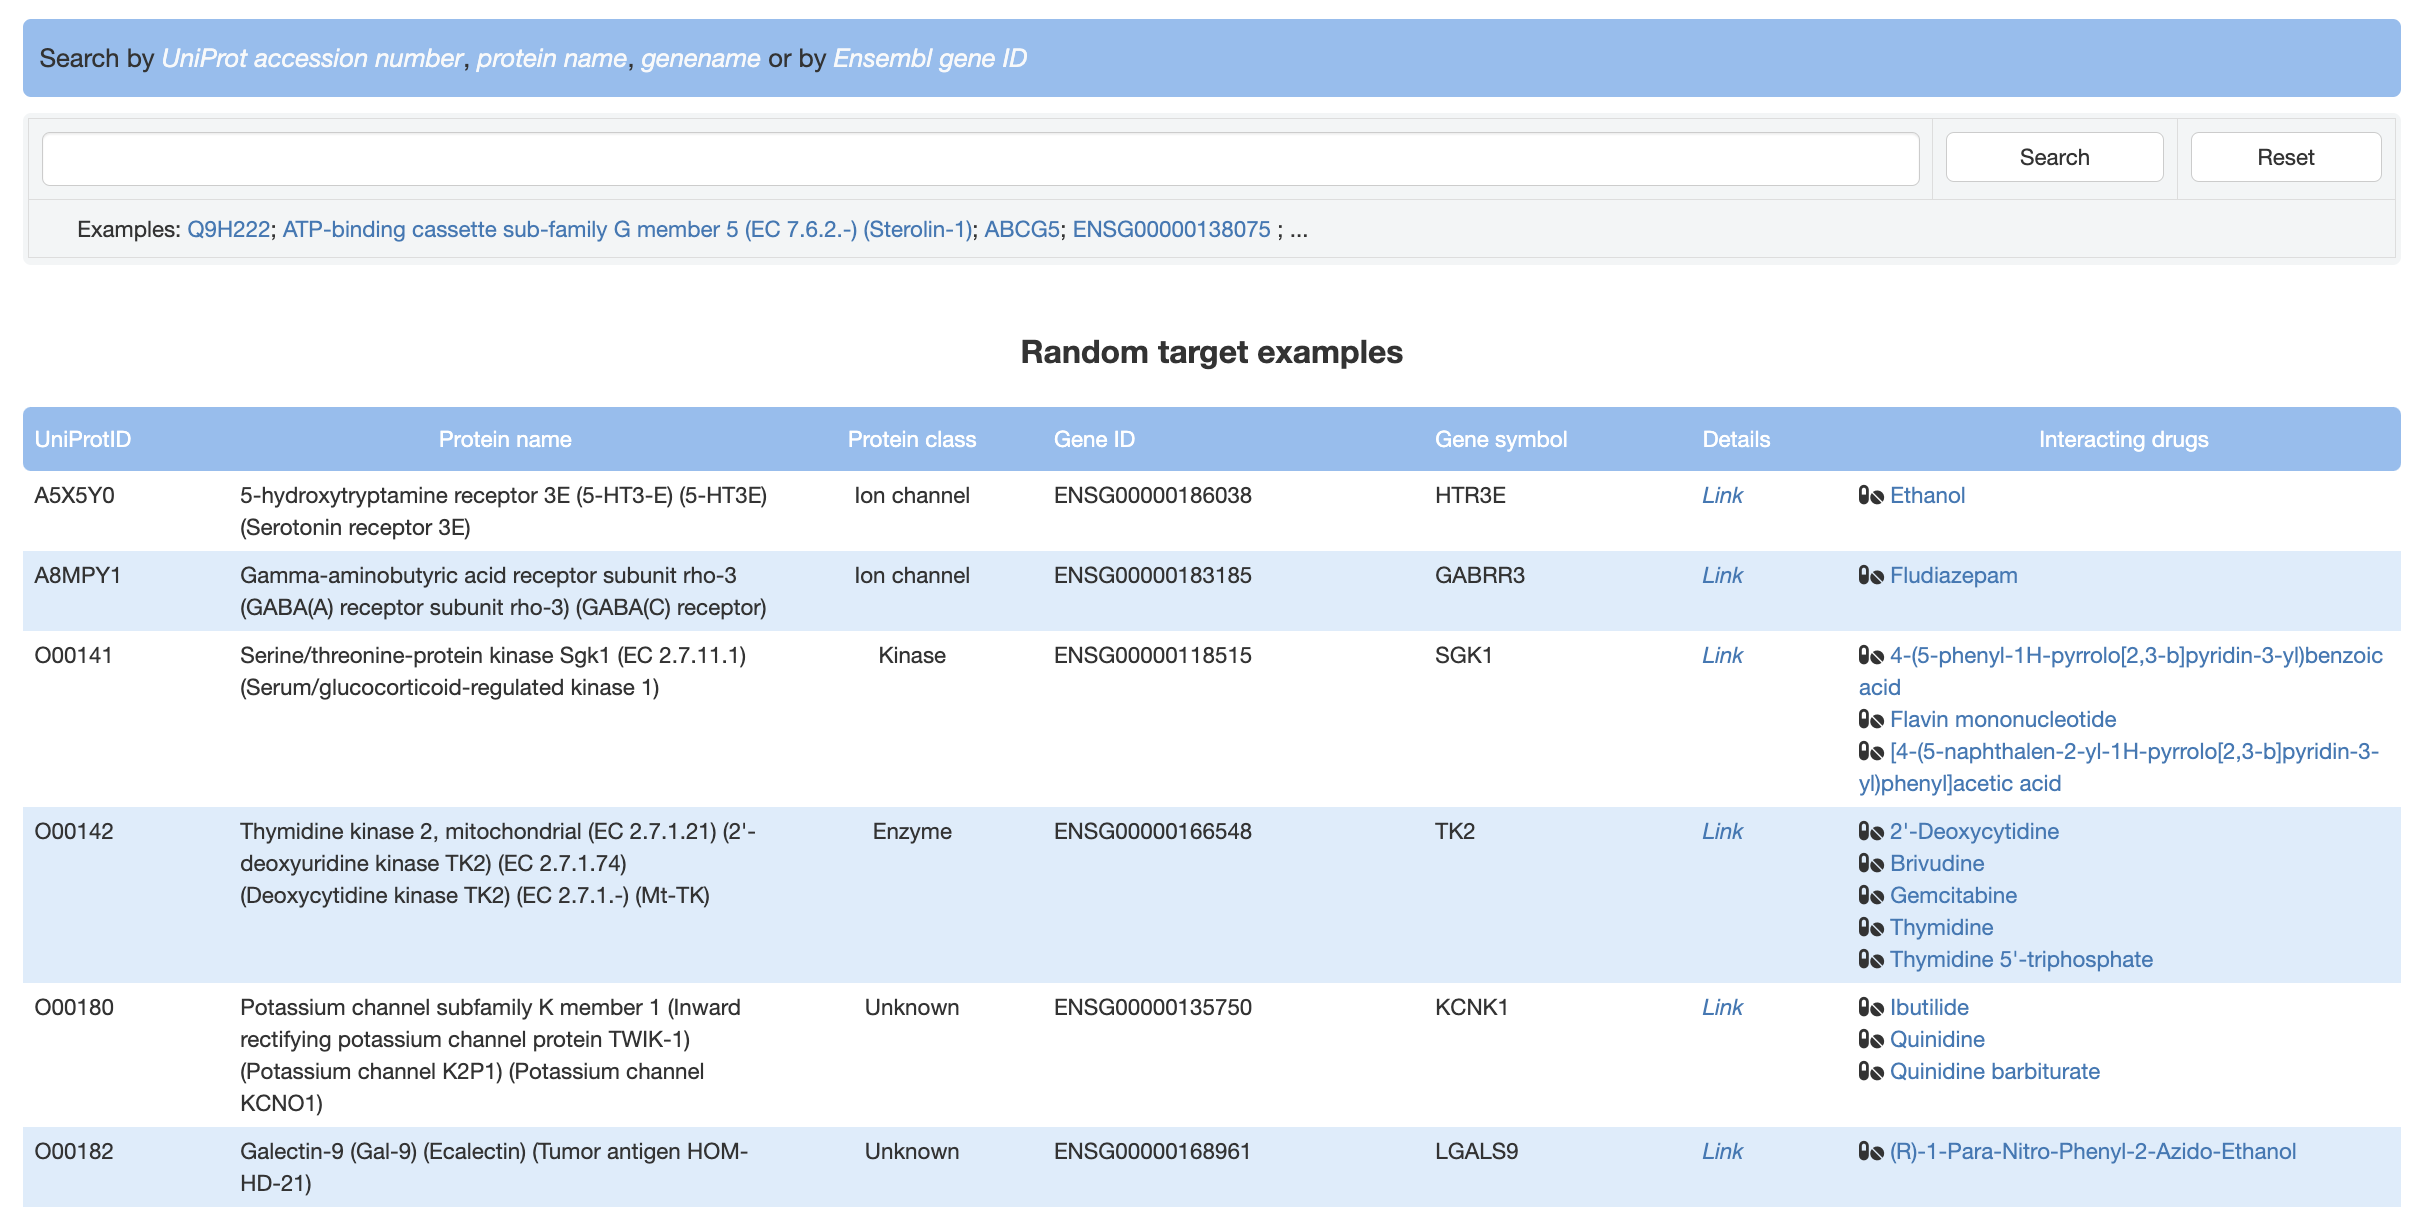 Search by UniProt accession number, protein name, genename or by Ensembl gene ID
Search
Reset
Examples: Q9H222; ATP-binding cassette sub-family G member 5 (EC 7.6.2.-) (Sterolin-1); ABCG5; ENSG00000138075 ; ...
Random target examples
UniProtID Protein name Protein class Gene ID Gene symbol Details Interacting drugs
A5X5Y0 5-hydroxytryptamine receptor 3E (5-HT3-E) (5-HT3E) Ion channel ENSG00000186038 HTR3E Link Ethanol
(Serotonin receptor 3E)
A8MPY1 Gamma-aminobutyric acid receptor subunit rho-3 Ion channel ENSG00000183185 GABRR3 Link Fludiazepam
(GABA(A) receptor subunit rho-3) (GABA(C) receptor)
O00141 Serine/threonine-protein kinase Sgk1 (EC 2.7.11.1) Kinase ENSG00000118515 SGK1 Link 4-(5-phenyl-1H-pyrrolo[2,3-b]pyridin-3-yl)benzoic
(Serum/glucocorticoid-regulated kinase 1) acid
Flavin mononucleotide
[4-(5-naphthalen-2-yl-1H-pyrrolo[2,3-b]pyridin-3-
yl)phenyl]acetic acid
O00142 Thymidine kinase 2, mitochondrial (EC 2.7.1.21) (2'- Enzyme ENSG00000166548 TK2 Link 2'-Deoxycytidine
deoxyuridine kinase TK2) (EC 2.7.1.74) Brivudine
(Deoxycytidine kinase TK2) (EC 2.7.1.-) (Mt-TK) Gemcitabine
Thymidine
Thymidine 5'-triphosphate
O00180 Potassium channel subfamily K member 1 (Inward Unknown ENSG00000135750 KCNK1 Link Ibutilide
rectifying potassium channel protein TWIK-1) Quinidine
(Potassium channel K2P1) (Potassium channel Quinidine barbiturate
KCNO1)
O00182 Galectin-9 (Gal-9) (Ecalectin) (Tumor antigen HOM- Unknown ENSG00000168961 LGALS9 Link (R)-1-Para-Nitro-Phenyl-2-Azido-Ethanol
HD-21)